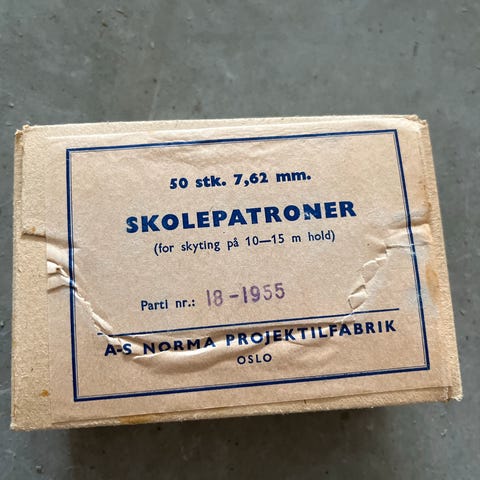 50 stk. 7,62 mm.
SKOLEPATRONER
(for skyting på 10—15 m hold)
Parti nr.: 18-1955
A-S NORMA PROJEKTILFABRIK
OSLO